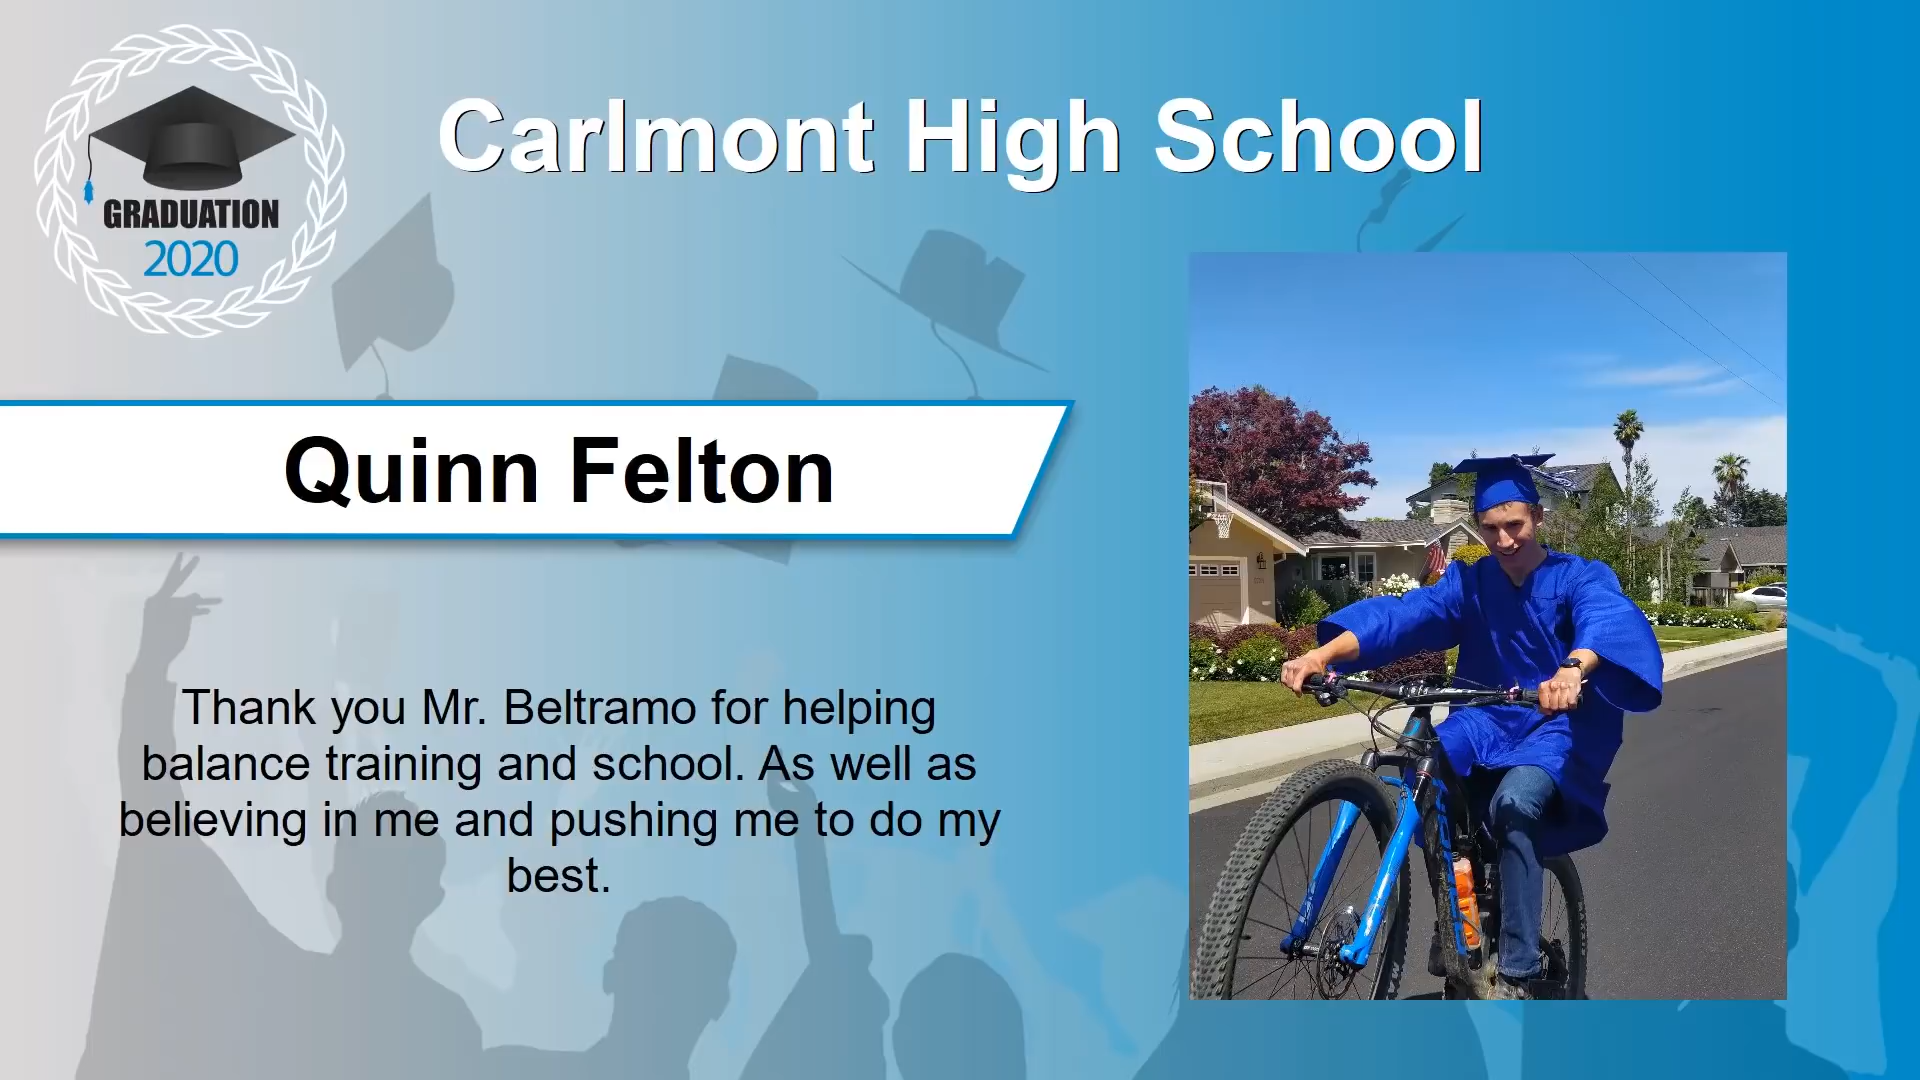 GRADUATION
2020
Carlmont High School
Quinn Felton
Thank you Mr. Beltramo for helping
balance training and school. As well as
believing in me and pushing me to do my
best.